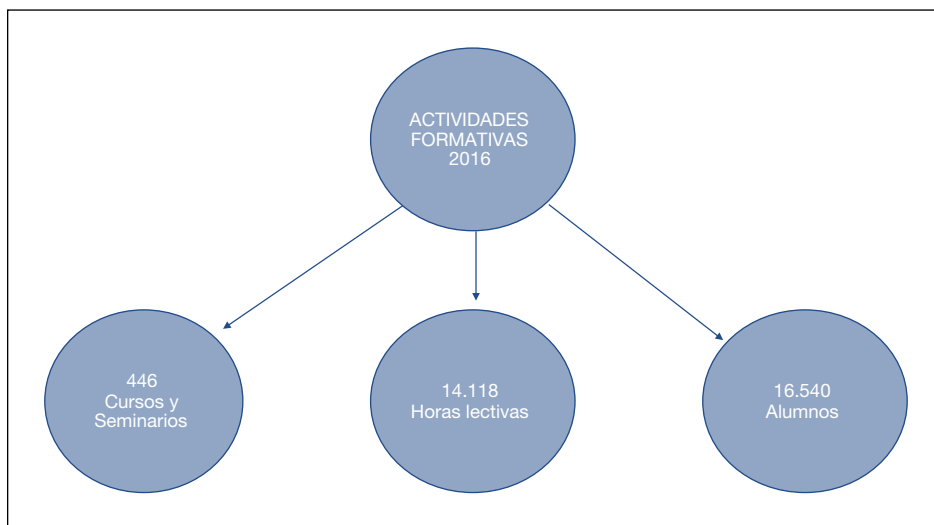 ACTIVIDADES
FORMATIVAS
2016
446
Cursos y
Seminarios
14.118
Horas lectivas
16.540
Alumnos